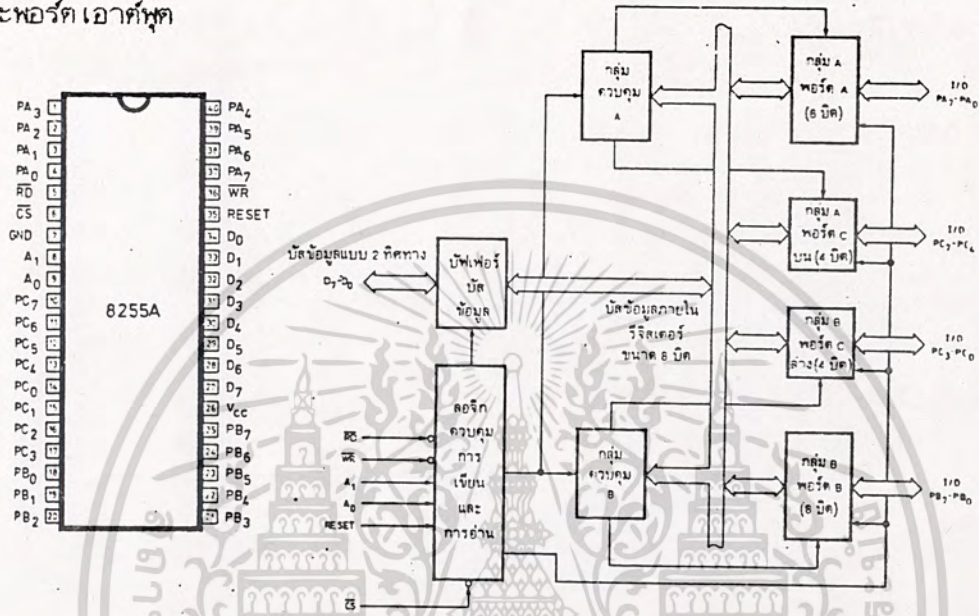 ะพอร์ตเอาต์พุต
PA3 1
PA2 2
PA1 3
PA0 4
RD 5
CS 6
GND 7
A1 8
A0 9
PC7 10
PC6 11
PC5 12
PC4 13
PC0 14
PC1 15
PC2 16
PC3 17
PB0 18
PB1 19
PB2 20
8255A
40 PA4
39 PA5
38 PA6
37 PA7
36 WR
35 RESET
34 D0
33 D1
32 D2
31 D3
30 D4
29 D5
28 D6
27 D7
26 VCC
25 PB7
24 PB6
23 PB5
22 PB4
21 PB3
บัสข้อมูลแบบ 2 ทิศทาง
D7-D0
บัฟเฟอร์
บัส
ข้อมูล
บัสข้อมูลภายใน
รีจิสเตอร์
ขนาด 8 บิต
RD
WR
A1
A0
RESET
CS
ลอจิก
ควบคุม
การ
เขียน
และ
การอ่าน
กลุ่ม
ควบคุม
A
กลุ่ม
ควบคุม
B
กลุ่ม A
พอร์ต A
(8 บิต)
I/O
PA7-PA0
กลุ่ม A
พอร์ต C
บน (4 บิต)
I/O
PC7-PC4
กลุ่ม B
พอร์ต C
ล่าง(4 บิต)
I/O
PC3-PC0
กลุ่ม B
พอร์ต B
(8 บิต)
I/O
PB7-PB0